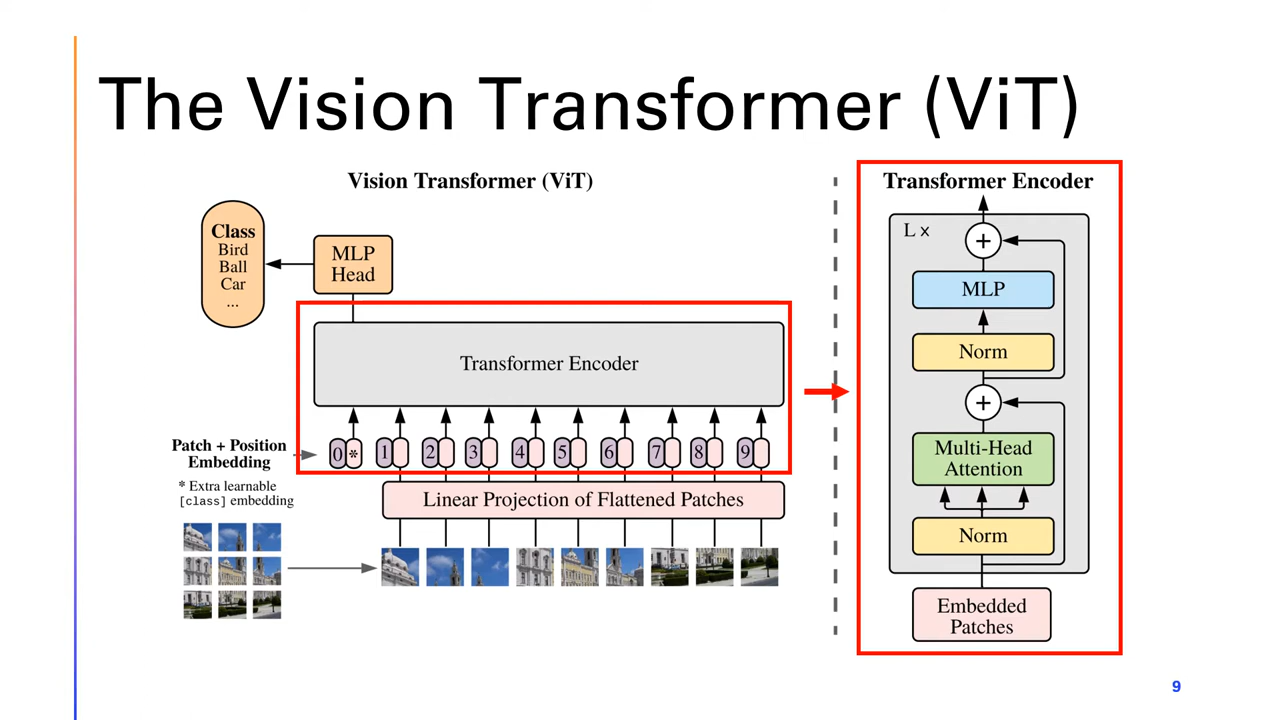 The Vision Transformer (ViT)
Vision Transformer (ViT)
Class
Bird
Ball
Car
...
MLP
Head
Transformer Encoder
Patch + Position
Embedding
* Extra learnable
[class] embedding
0 * 1 2 3 4 5 6 7 8 9
Linear Projection of Flattened Patches
Transformer Encoder
L x
+
MLP
Norm
+
Multi-Head
Attention
Norm
Embedded
Patches
9